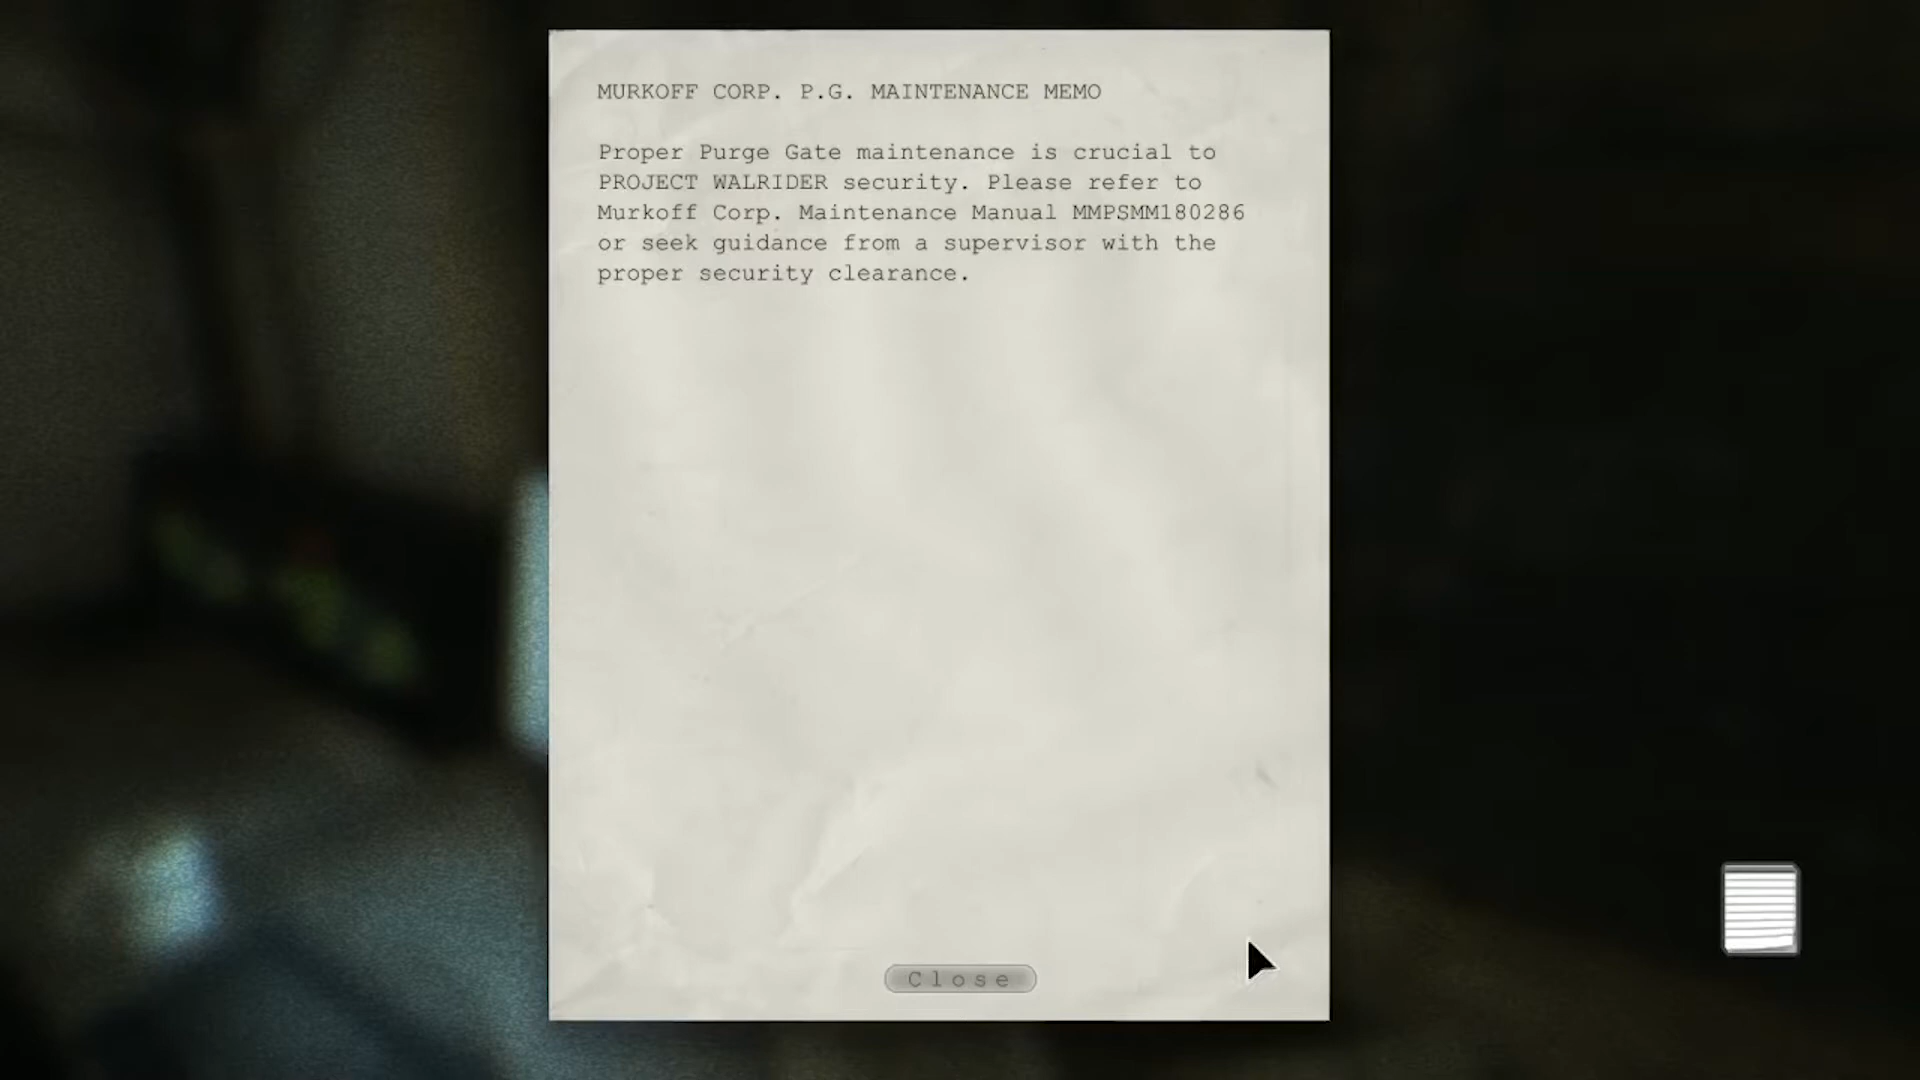 MURKOFF CORP. P.G. MAINTENANCE MEMO
Proper Purge Gate maintenance is crucial to
PROJECT WALRIDER security. Please refer to
Murkoff Corp. Maintenance Manual MMPSMM180286
or seek guidance from a supervisor with the
proper security clearance.
Close